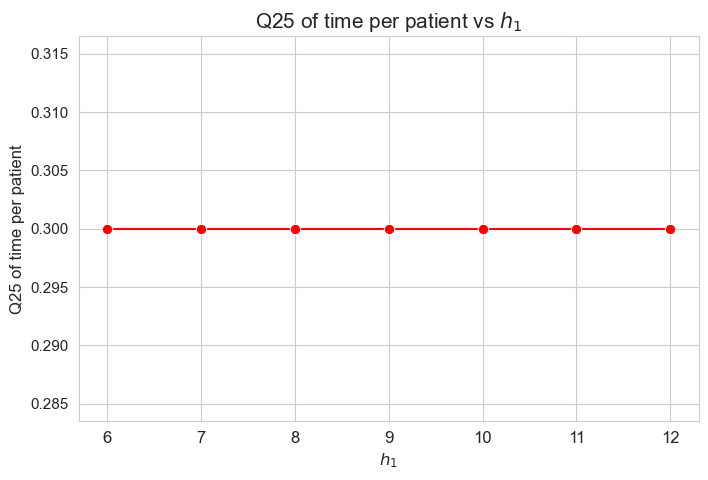 Q25 of time per patient vs $h_1$
Q25 of time per patient
0.315
0.310
0.305
0.300
0.295
0.290
0.285
6 7 8 9 10 11 12
$h_1$